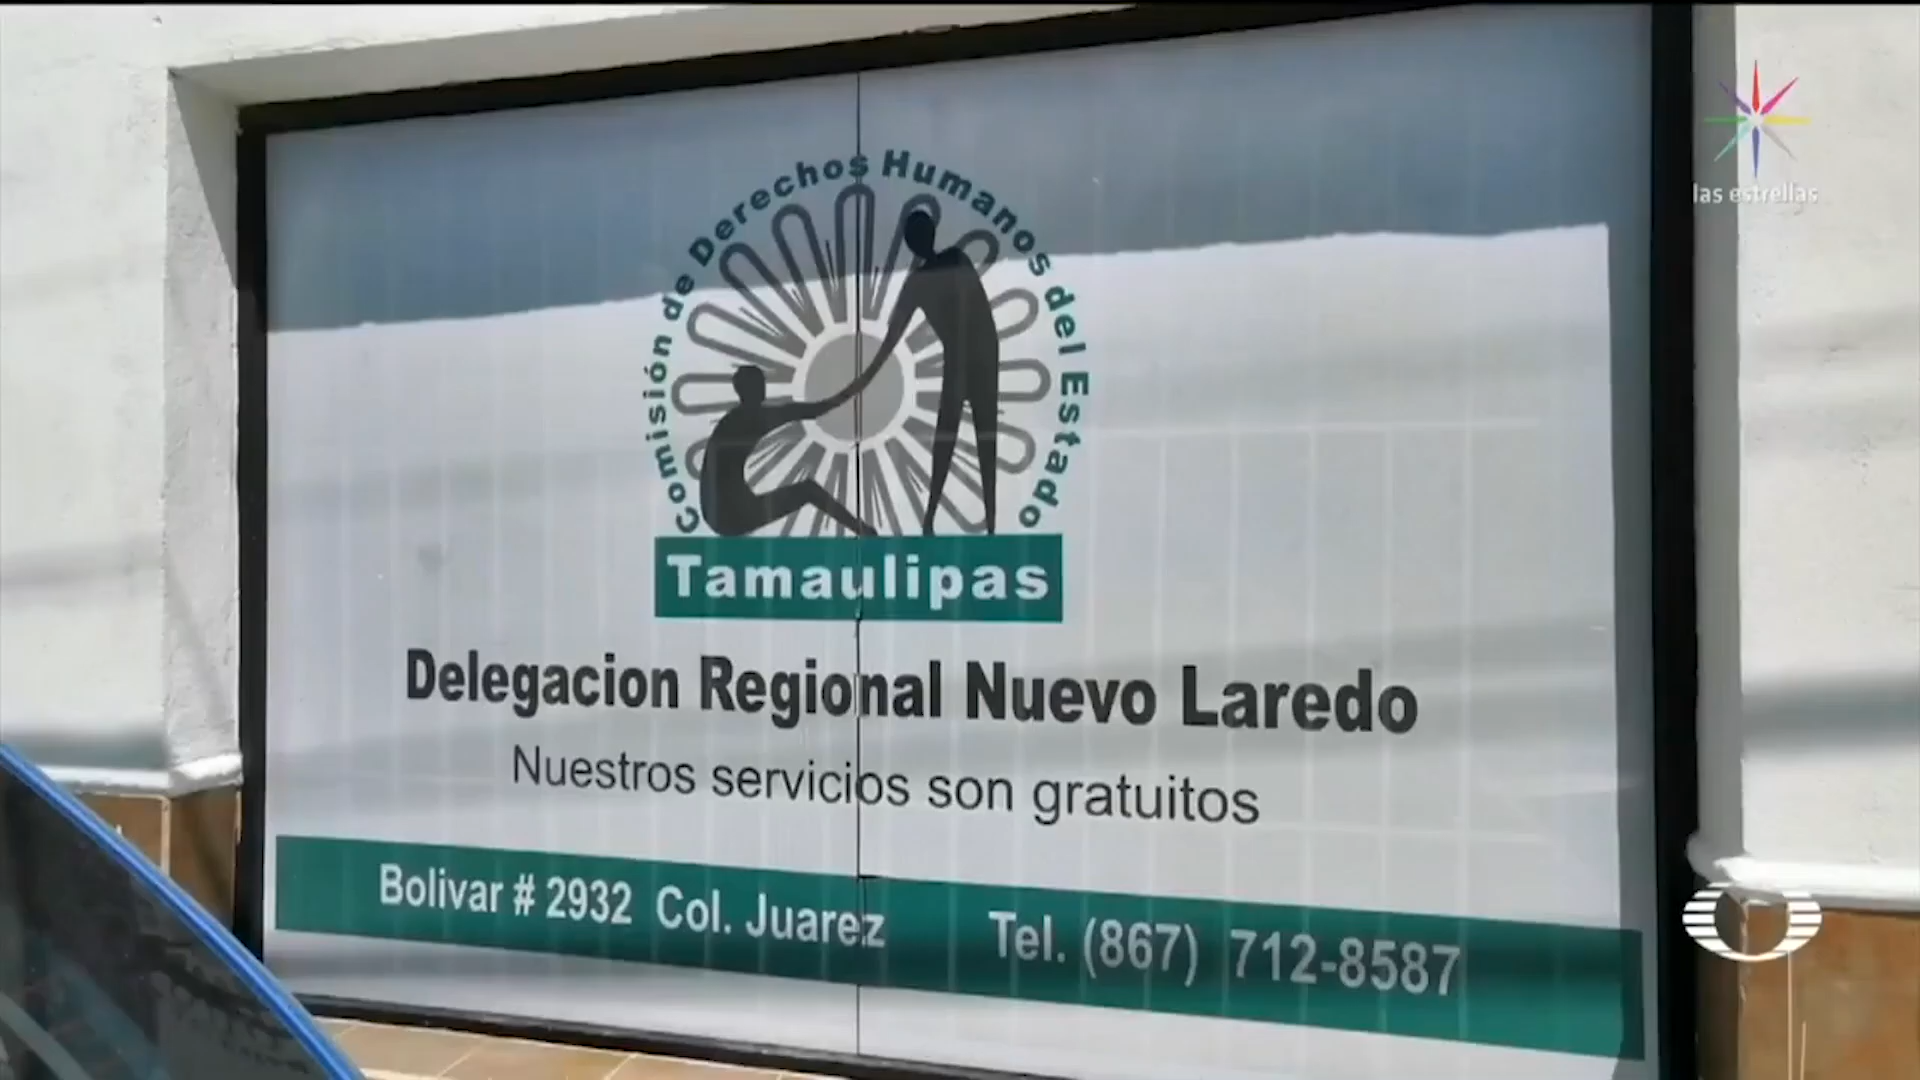 las estrellas
Comisión de Derechos Humanos del Estado
Tamaulipas
Delegacion Regional Nuevo Laredo
Nuestros servicios son gratuitos
Bolivar # 2932 Col. Juarez Tel. (867) 712-8587